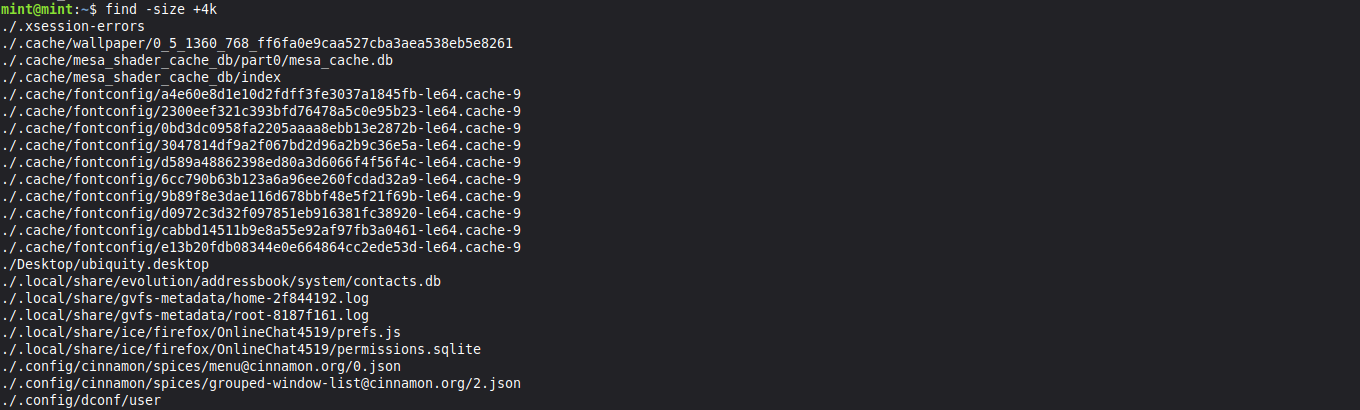 mint@mint:~$ find -size +4k
./.xsession-errors
./.cache/wallpaper/0_5_1360_768_ff6fa0e9caa527cba3aea538eb5e8261
./.cache/mesa_shader_cache_db/part0/mesa_cache.db
./.cache/mesa_shader_cache_db/index
./.cache/fontconfig/a4e60e8d1e10d2fdff3fe3037a1845fb-le64.cache-9
./.cache/fontconfig/2300eef321c393bfd76478a5c0e95b23-le64.cache-9
./.cache/fontconfig/0bd3dc0958fa2205aaaa8ebb13e2872b-le64.cache-9
./.cache/fontconfig/3047814df9a2f067bd2d96a2b9c36e5a-le64.cache-9
./.cache/fontconfig/d589a48862398ed80a3d6066f4f56f4c-le64.cache-9
./.cache/fontconfig/6cc790b63b123a6a96ee260fcdad32a9-le64.cache-9
./.cache/fontconfig/9b89f8e3dae116d678bbf48e5f21f69b-le64.cache-9
./.cache/fontconfig/d0972c3d32f097851eb916381fc38920-le64.cache-9
./.cache/fontconfig/cabbd14511b9e8a55e92af97fb3a0461-le64.cache-9
./.cache/fontconfig/e13b20fdb08344e0e664864cc2ede53d-le64.cache-9
./Desktop/ubiquity.desktop
./.local/share/evolution/addressbook/system/contacts.db
./.local/share/gvfs-metadata/home-2f844192.log
./.local/share/gvfs-metadata/root-8187f161.log
./.local/share/ice/firefox/OnlineChat4519/prefs.js
./.local/share/ice/firefox/OnlineChat4519/permissions.sqlite
./.config/cinnamon/spices/menu@cinnamon.org/0.json
./.config/cinnamon/spices/grouped-window-list@cinnamon.org/2.json
./.config/dconf/user